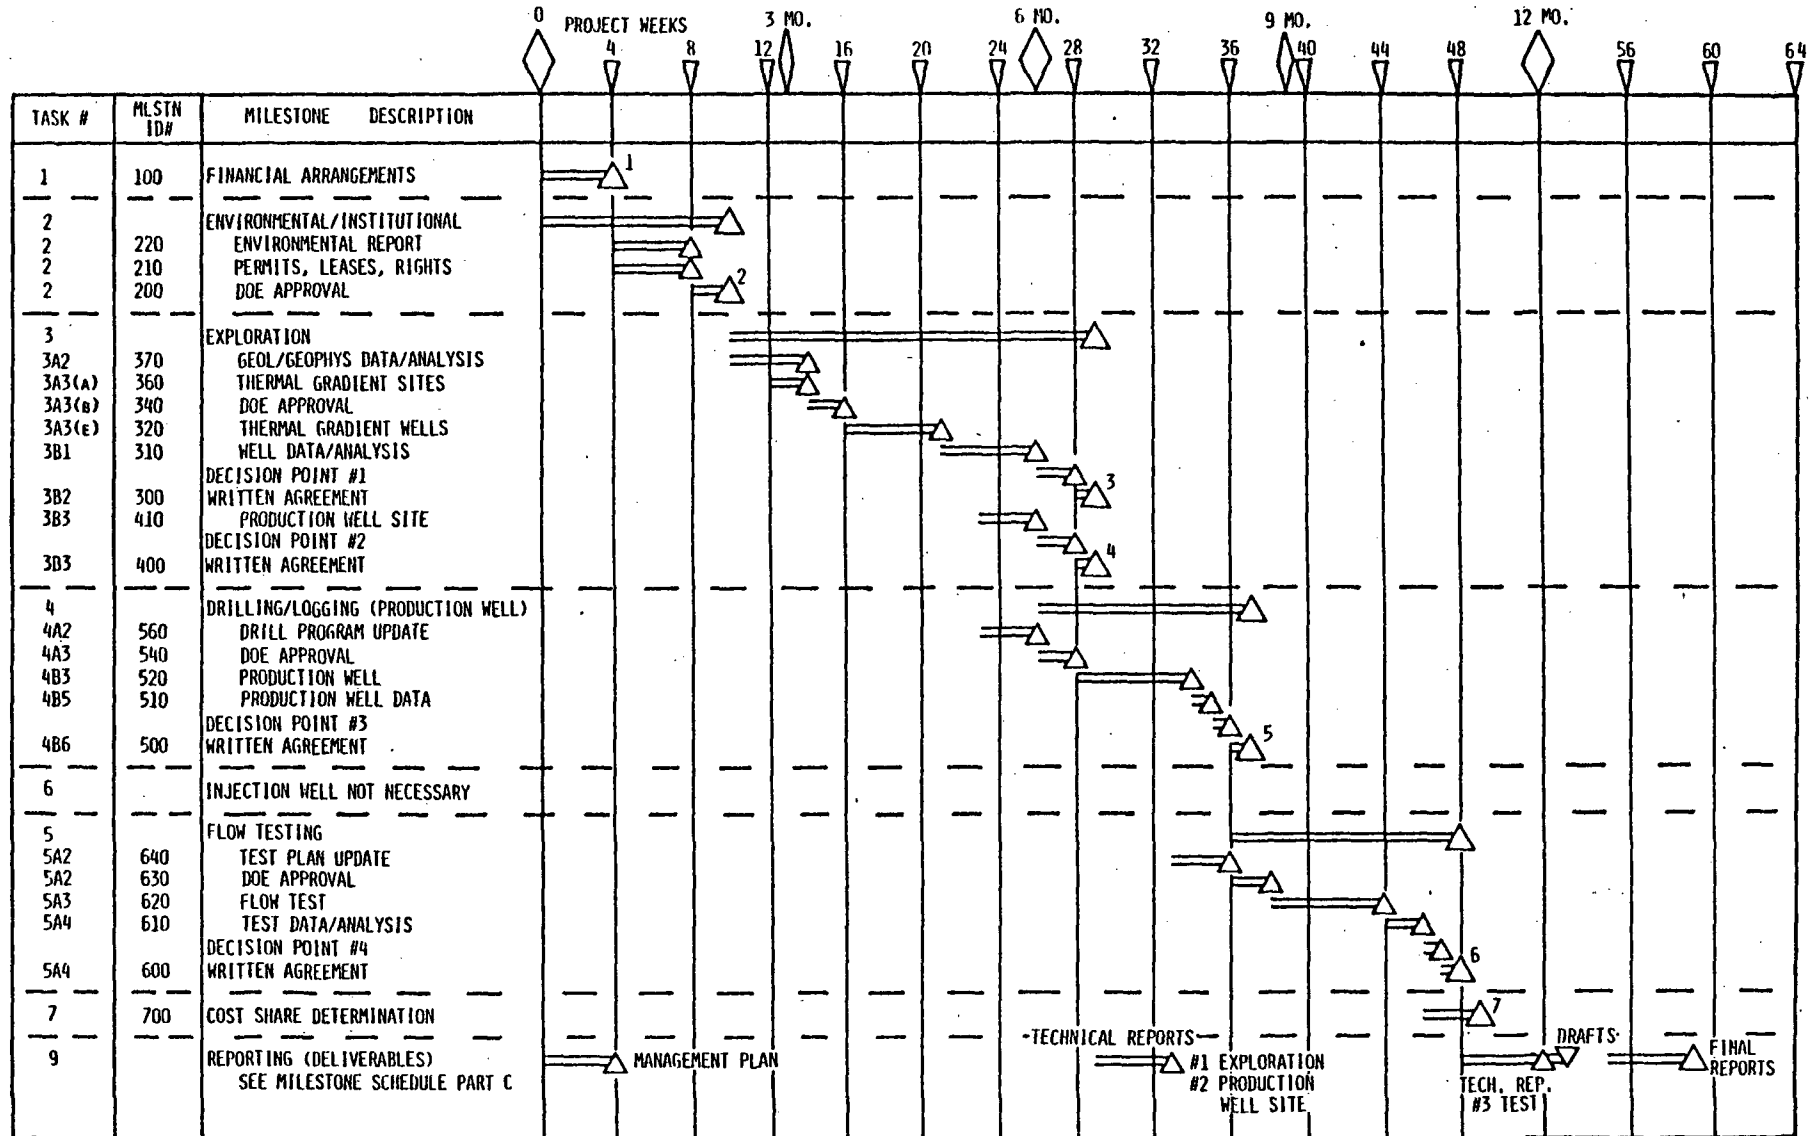 0 PROJECT WEEKS 3 MO. 6 MO. 9 MO. 12 MO.
4 8 12 16 20 24 28 32 36 40 44 48 56 60 64
TASK # MLSTN ID# MILESTONE DESCRIPTION
1 100 FINANCIAL ARRANGEMENTS 1
2 ENVIRONMENTAL/INSTITUTIONAL
2 220 ENVIRONMENTAL REPORT
2 210 PERMITS, LEASES, RIGHTS
2 200 DOE APPROVAL 2
3 EXPLORATION
3A2 370 GEOL/GEOPHYS DATA/ANALYSIS
3A3(A) 360 THERMAL GRADIENT SITES
3A3(B) 340 DOE APPROVAL
3A3(E) 320 THERMAL GRADIENT WELLS
3B1 310 WELL DATA/ANALYSIS
DECISION POINT #1
3B2 300 WRITTEN AGREEMENT 3
3B3 410 PRODUCTION WELL SITE
DECISION POINT #2
3B3 400 WRITTEN AGREEMENT 4
4 DRILLING/LOGGING (PRODUCTION WELL)
4A2 560 DRILL PROGRAM UPDATE
4A3 540 DOE APPROVAL
4B3 520 PRODUCTION WELL
4B5 510 PRODUCTION WELL DATA
DECISION POINT #3
4B6 500 WRITTEN AGREEMENT 5
6 INJECTION WELL NOT NECESSARY
5 FLOW TESTING
5A2 640 TEST PLAN UPDATE
5A2 630 DOE APPROVAL
5A3 620 FLOW TEST
5A4 610 TEST DATA/ANALYSIS
DECISION POINT #4
5A4 600 WRITTEN AGREEMENT 6
7 700 COST SHARE DETERMINATION 7
9 REPORTING (DELIVERABLES)
SEE MILESTONE SCHEDULE PART C
MANAGEMENT PLAN
TECHNICAL REPORTS
#1 EXPLORATION
#2 PRODUCTION
WELL SITE
DRAFTS
TECH. REP.
#3 TEST
FINAL
REPORTS